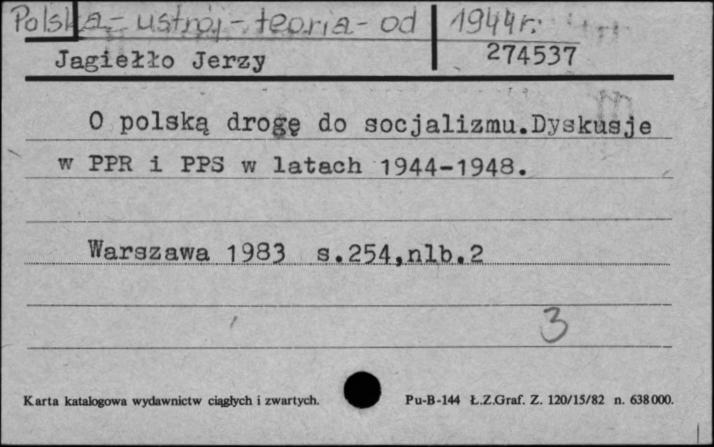 Polska - ustrój - teoria - od 1944 r.
Jagiełło Jerzy 274537
O polską drogę do socjalizmu.Dyskusje
w PPR i PPS w latach 1944-1948.
Warszawa 1983 s.254,nlb.2
3
Karta katalogowa wydawnictw ciągłych i zwartych. Pu-B-144 Ł.Z.Graf. Z. 120/15/82 n. 638000.